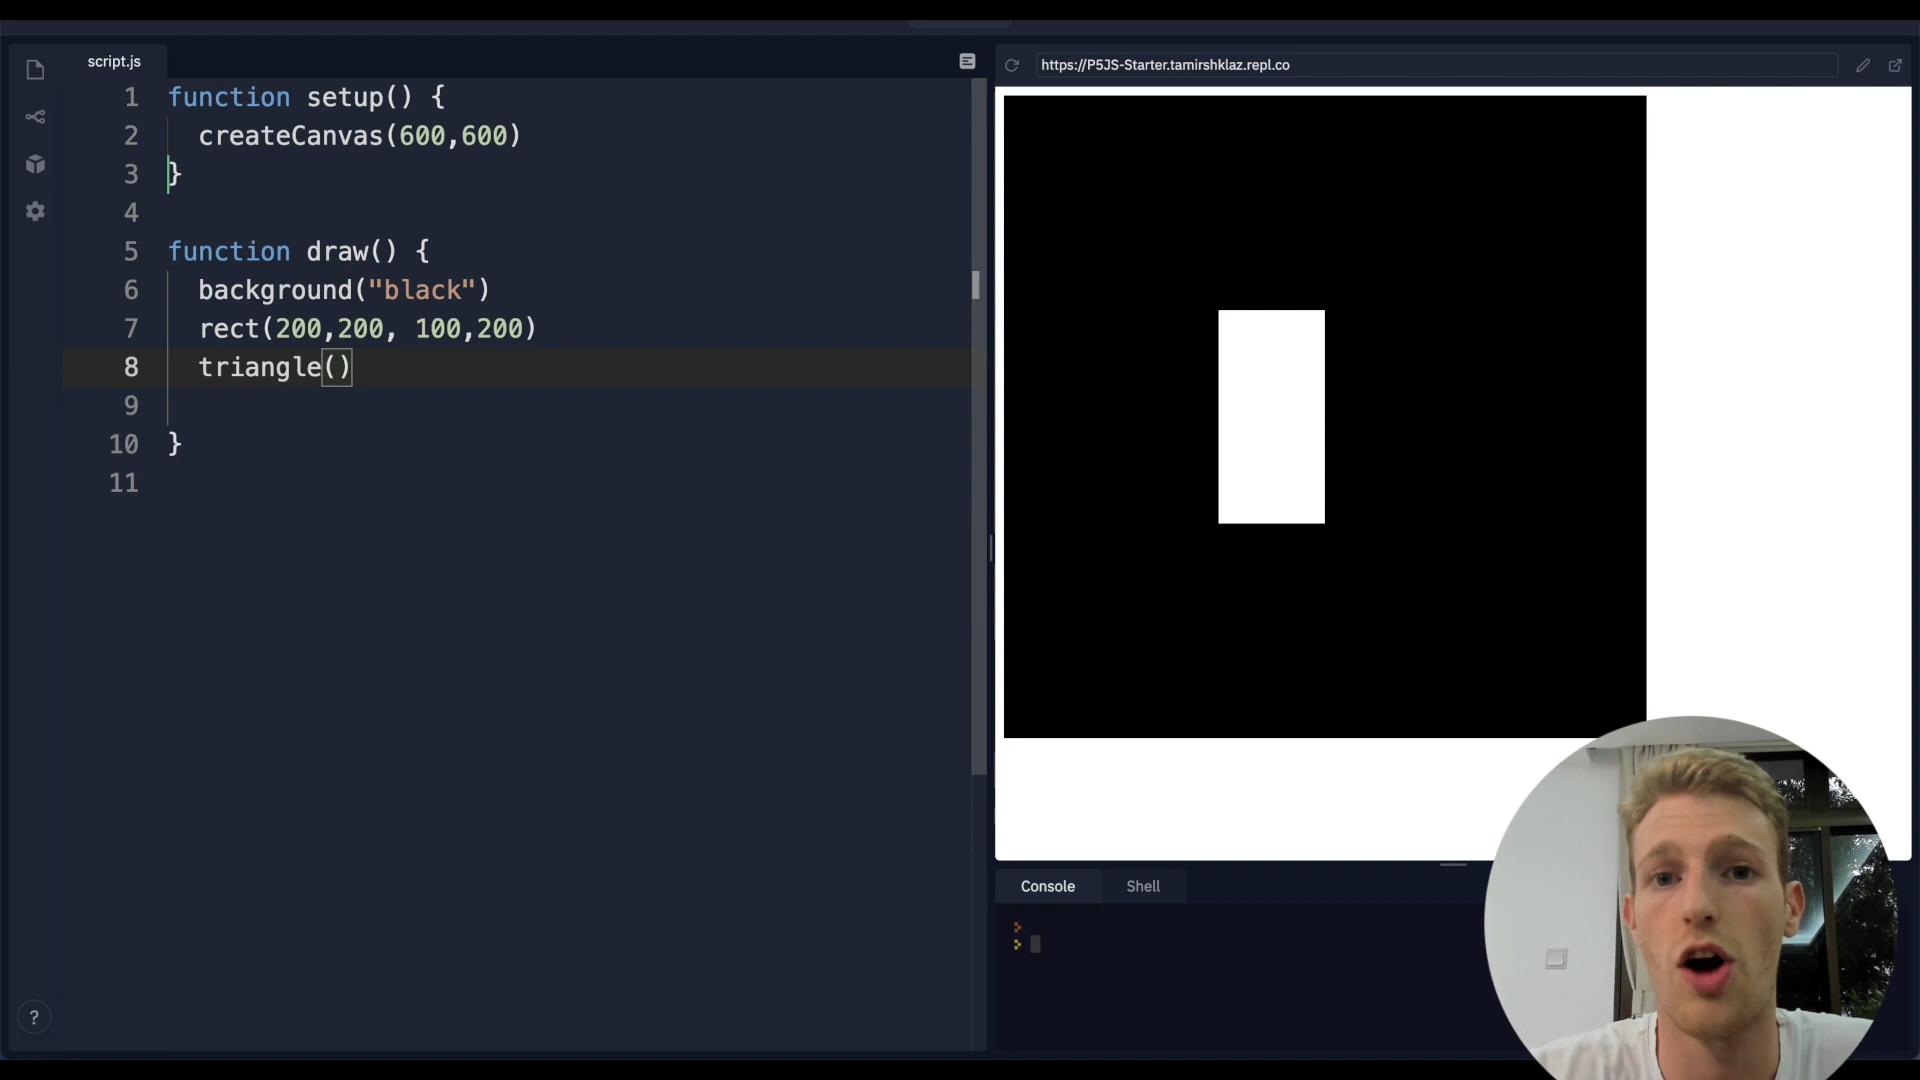 script.js
https://P5JS-Starter.tamirshklaz.repl.co
1 function setup() {
2 createCanvas(600,600)
3 }
4
5 function draw() {
6 background("black")
7 rect(200,200, 100,200)
8 triangle()
9
10 }
11
Console Shell
?